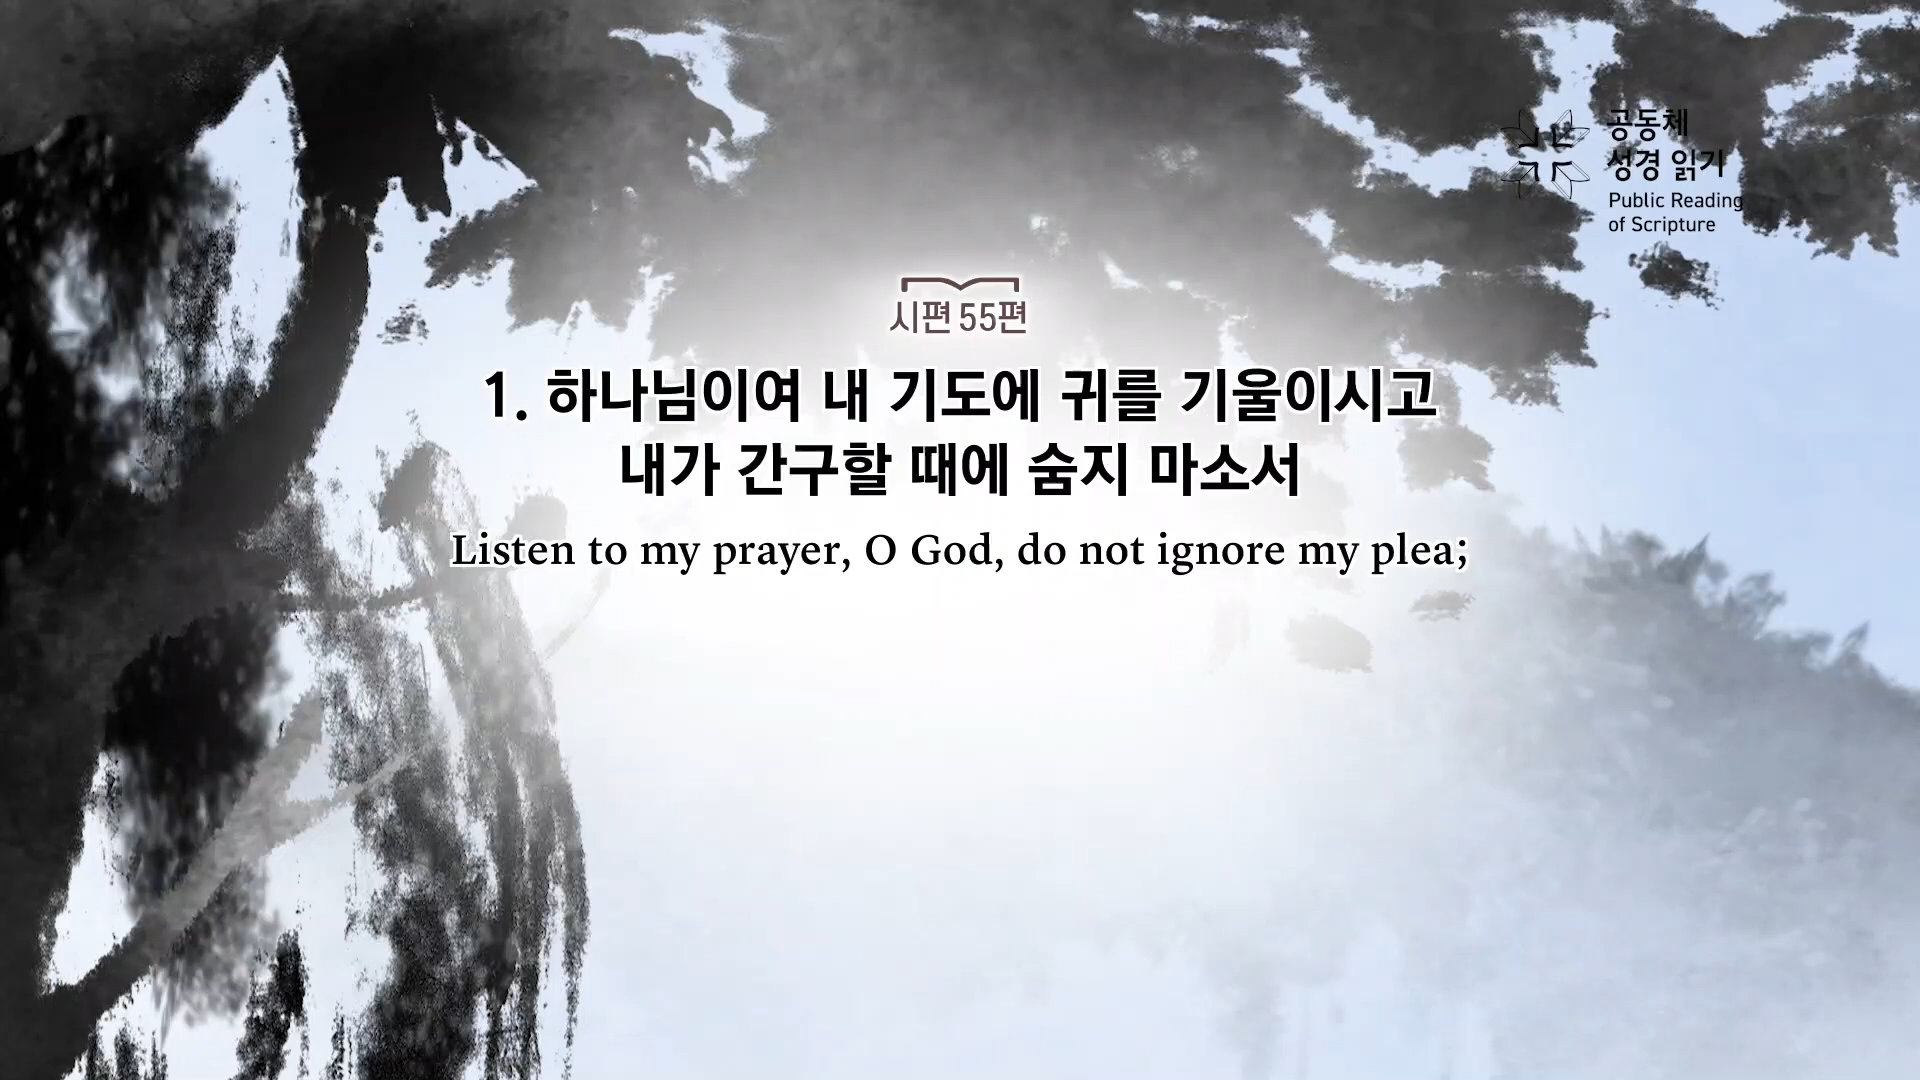 공동체
성경 읽기
Public Reading
of Scripture
시편 55편
1. 하나님이여 내 기도에 귀를 기울이시고
내가 간구할 때에 숨지 마소서
Listen to my prayer, O God, do not ignore my plea;